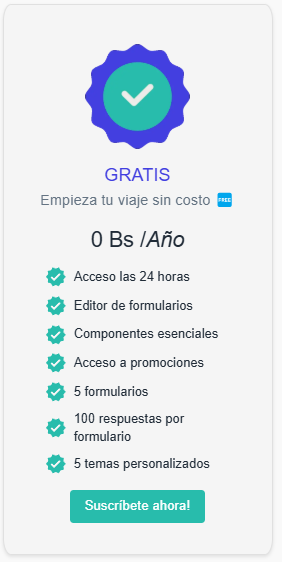 GRATIS
Empieza tu viaje sin costo FREE
0 Bs /Año
Acceso las 24 horas
Editor de formularios
Componentes esenciales
Acceso a promociones
5 formularios
100 respuestas por
formulario
5 temas personalizados
Suscríbete ahora!